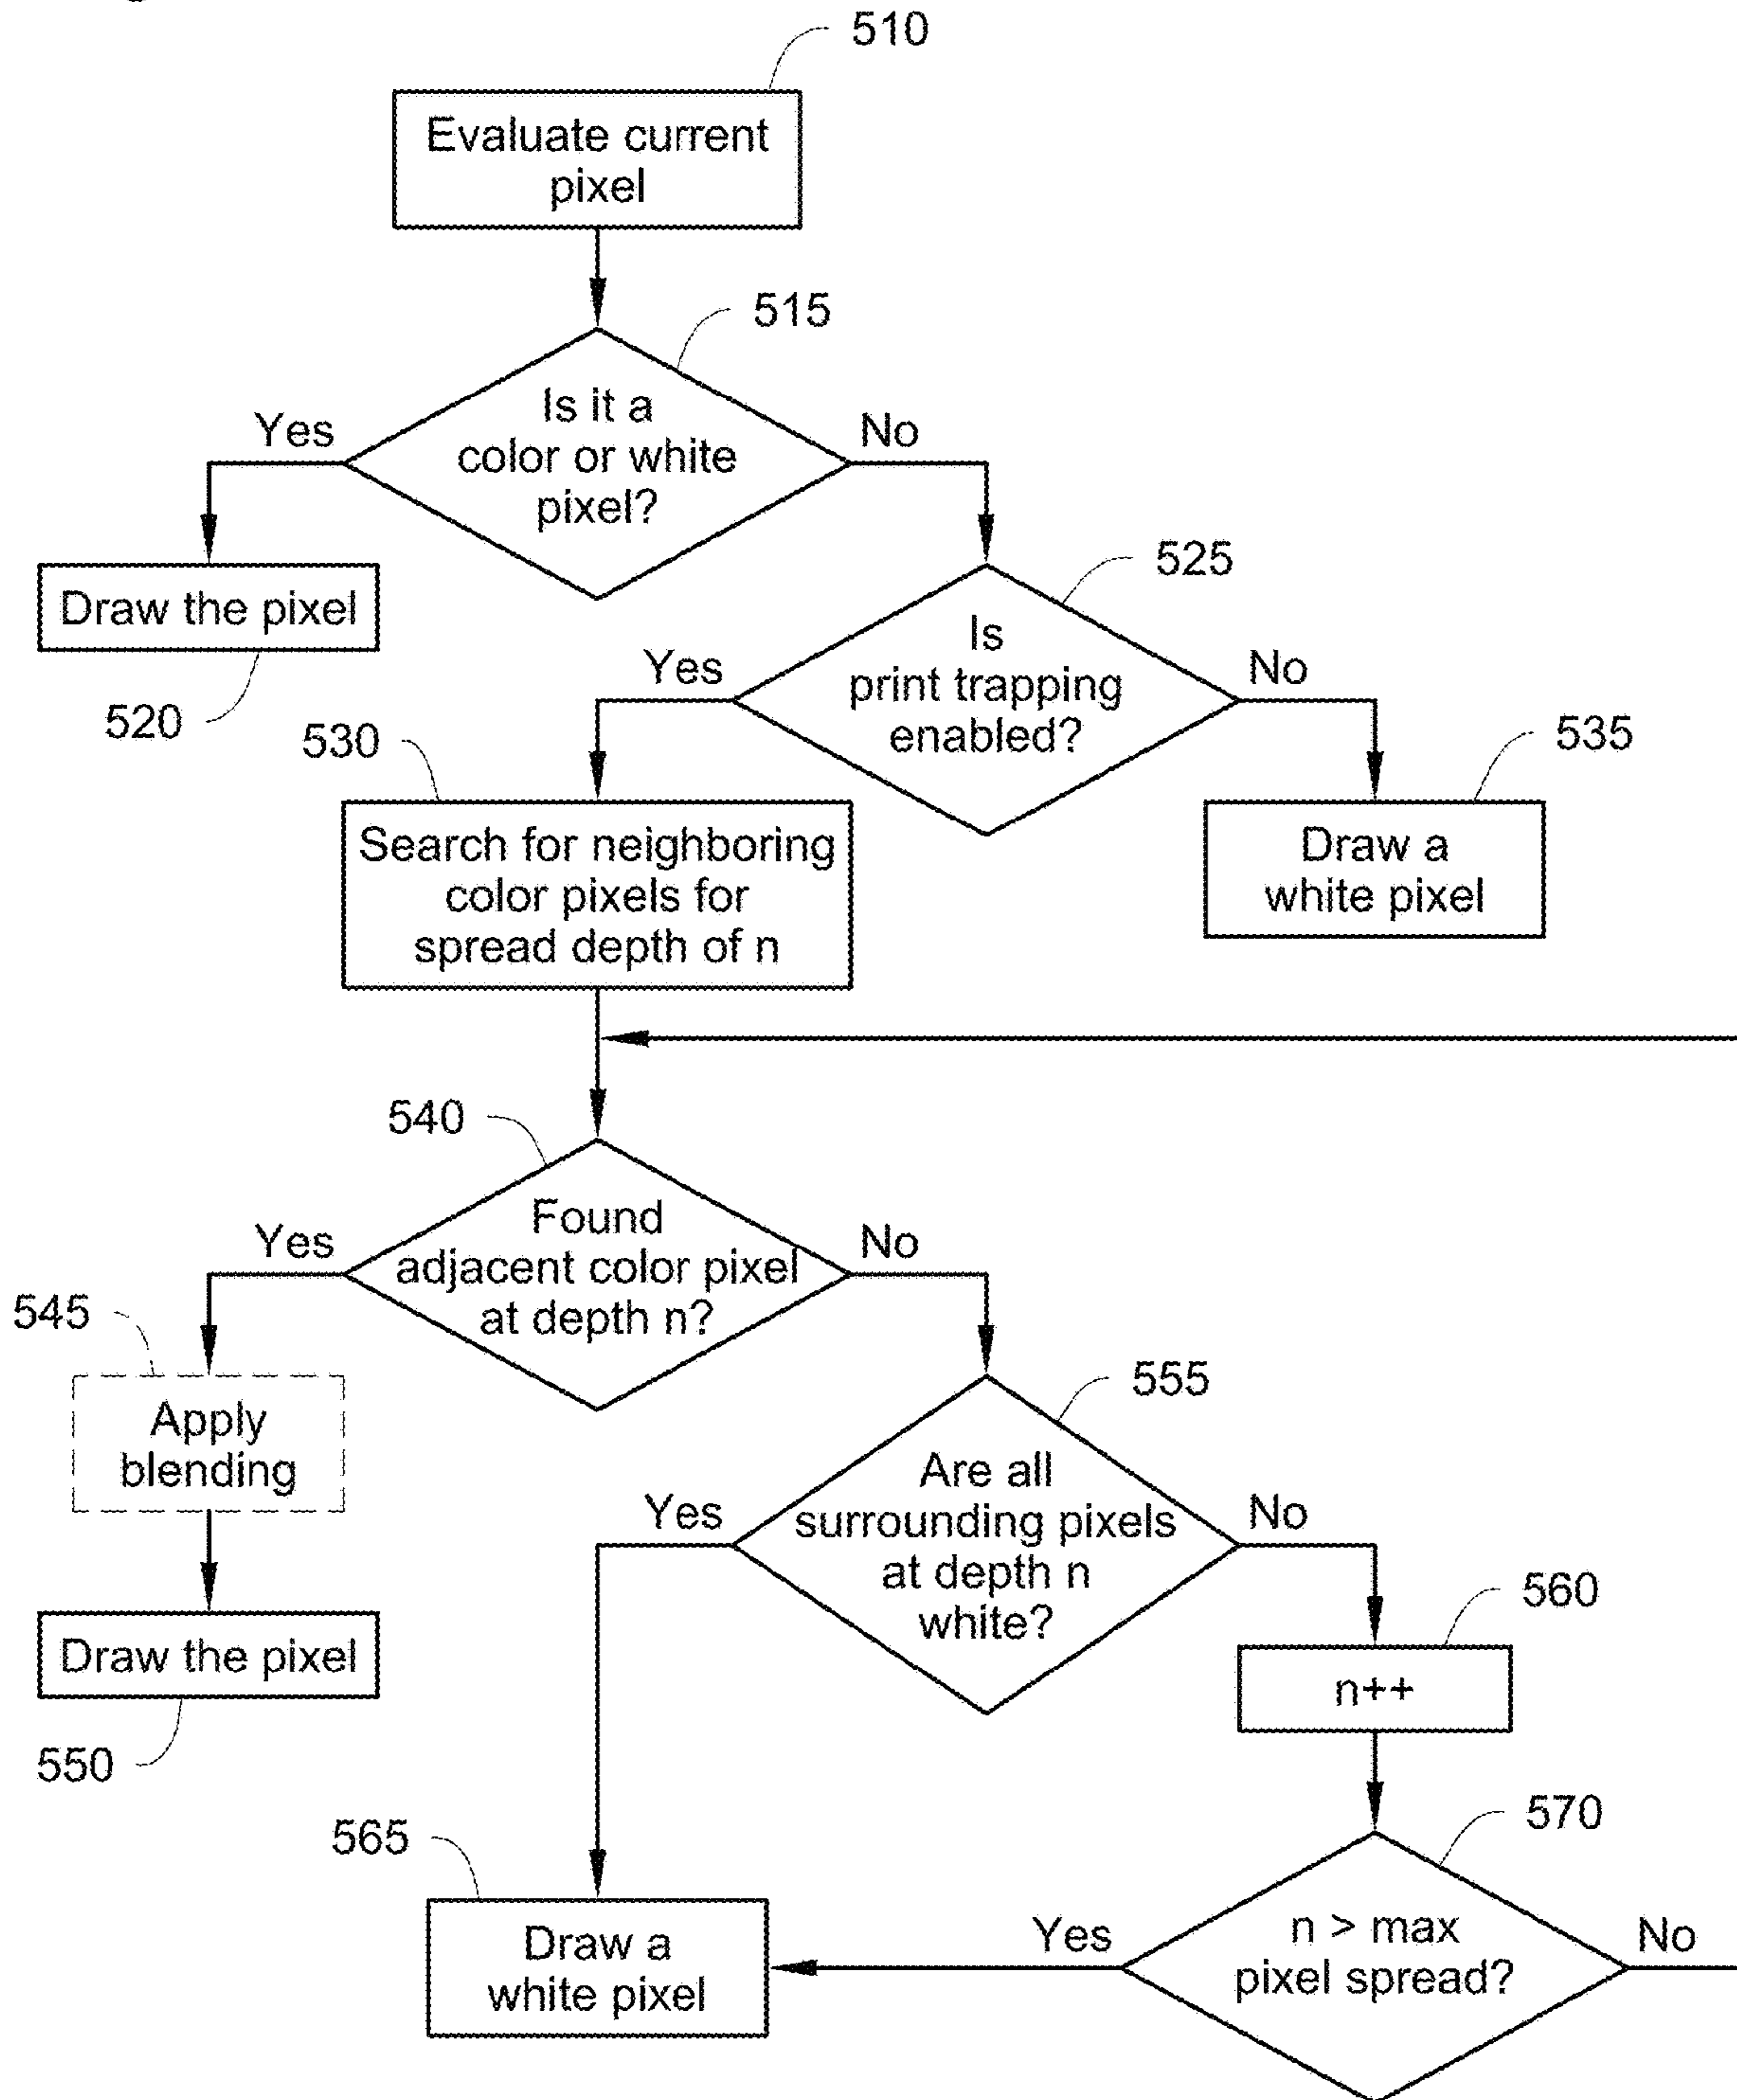 510
Evaluate current
pixel
515
Is it a
color or white
pixel?
Yes
No
Draw the pixel
520
525
Is
print trapping
enabled?
Yes
No
530
Search for neighboring
color pixels for
spread depth of n
535
Draw a
white pixel
540
Found
adjacent color pixel
at depth n?
Yes
No
545
Apply
blending
Draw the pixel
550
555
Are all
surrounding pixels
at depth n
white?
Yes
No
560
n++
565
Draw a
white pixel
570
n > max
pixel spread?
Yes
No